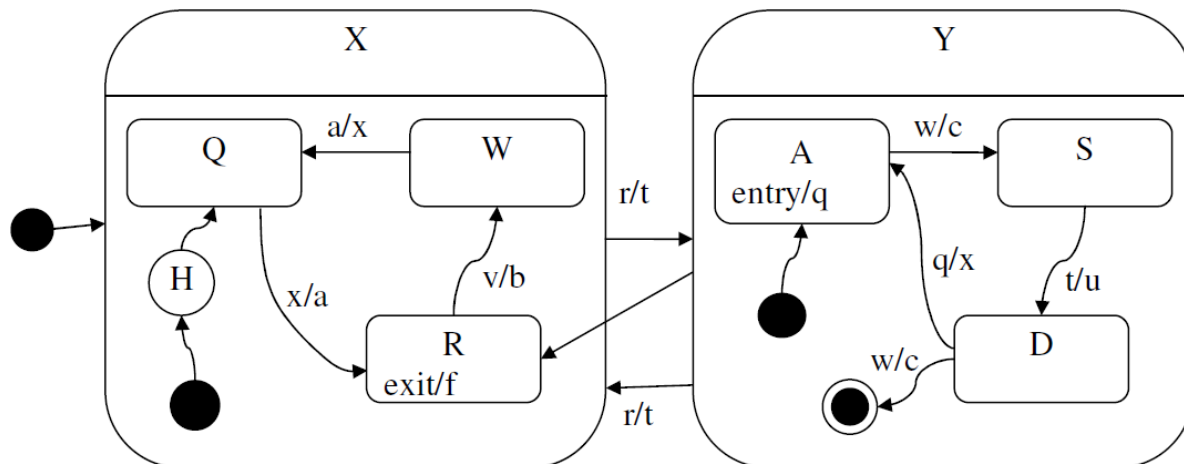 X
Y
Q
a/x
W
A
entry/q
w/c
S
r/t
H
x/a
v/b
q/x
t/u
R
exit/f
D
w/c
r/t